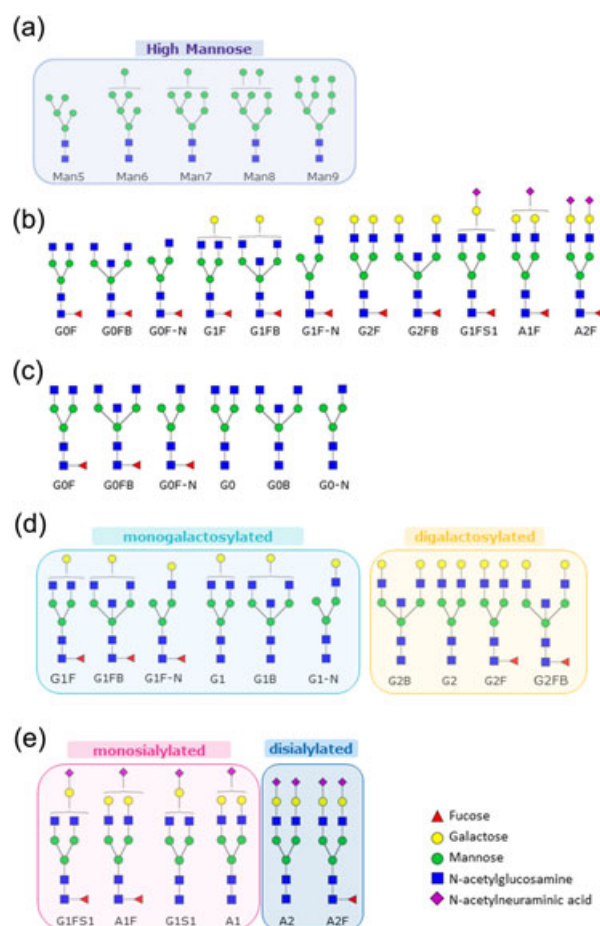 (a)
High Mannose
Man5 Man6 Man7 Man8 Man9
(b)
G0F G0FB G0F-N G1F G1FB G1F-N G2F G2FB G1FS1 A1F A2F
(c)
G0F G0FB G0F-N G0 G0B G0-N
(d)
monogalactosylated digalactosylated
G1F G1FB G1F-N G1 G1B G1-N G2B G2 G2F G2FB
(e)
monosialylated disialylated
G1FS1 A1F G1S1 A1 A2 A2F
Fucose
Galactose
Mannose
N-acetylglucosamine
N-acetylneuraminic acid